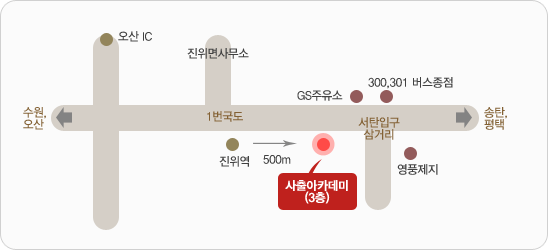 오산 IC
진위면사무소
300,301 버스종점
GS주유소
수원,
오산
1번국도
서탄입구
삼거리
송탄,
평택
진위역
500m
영풍제지
사출아카데미
(3층)